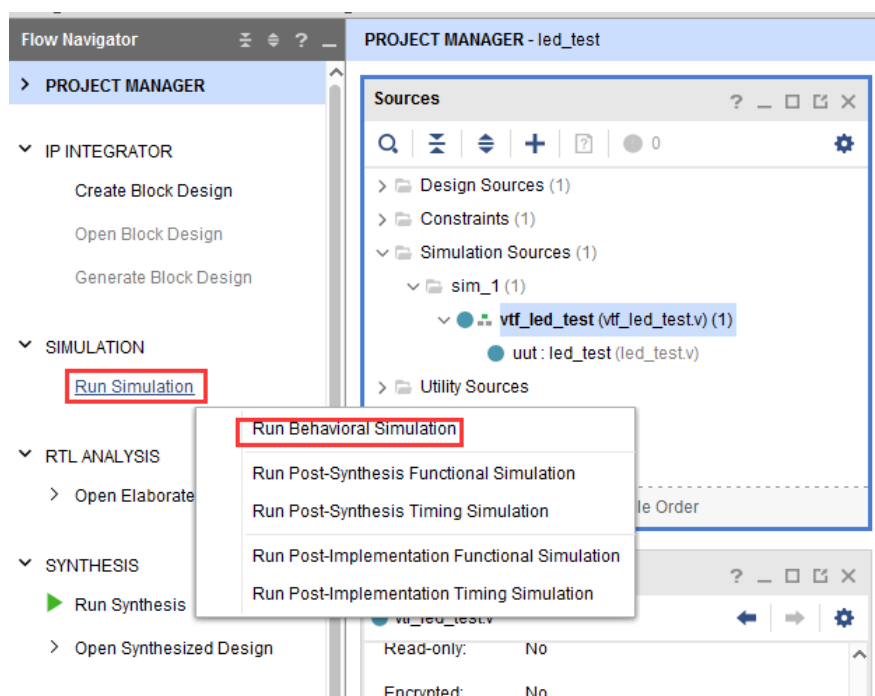 Flow Navigator
?
PROJECT MANAGER - led_test
PROJECT MANAGER
IP INTEGRATOR
Create Block Design
Open Block Design
Generate Block Design
SIMULATION
Run Simulation
RTL ANALYSIS
Open Elaborate
SYNTHESIS
Run Synthesis
Open Synthesized Design
Sources
?
? 0
Design Sources (1)
Constraints (1)
Simulation Sources (1)
sim_1 (1)
vtf_led_test (vtf_led_test.v) (1)
uut : led_test (led_test.v)
Utility Sources
Run Behavioral Simulation
Run Post-Synthesis Functional Simulation
Run Post-Synthesis Timing Simulation
Run Post-Implementation Functional Simulation
Run Post-Implementation Timing Simulation
le Order
?
vtf_led_test.v
Read-only: No
Encrypted: No